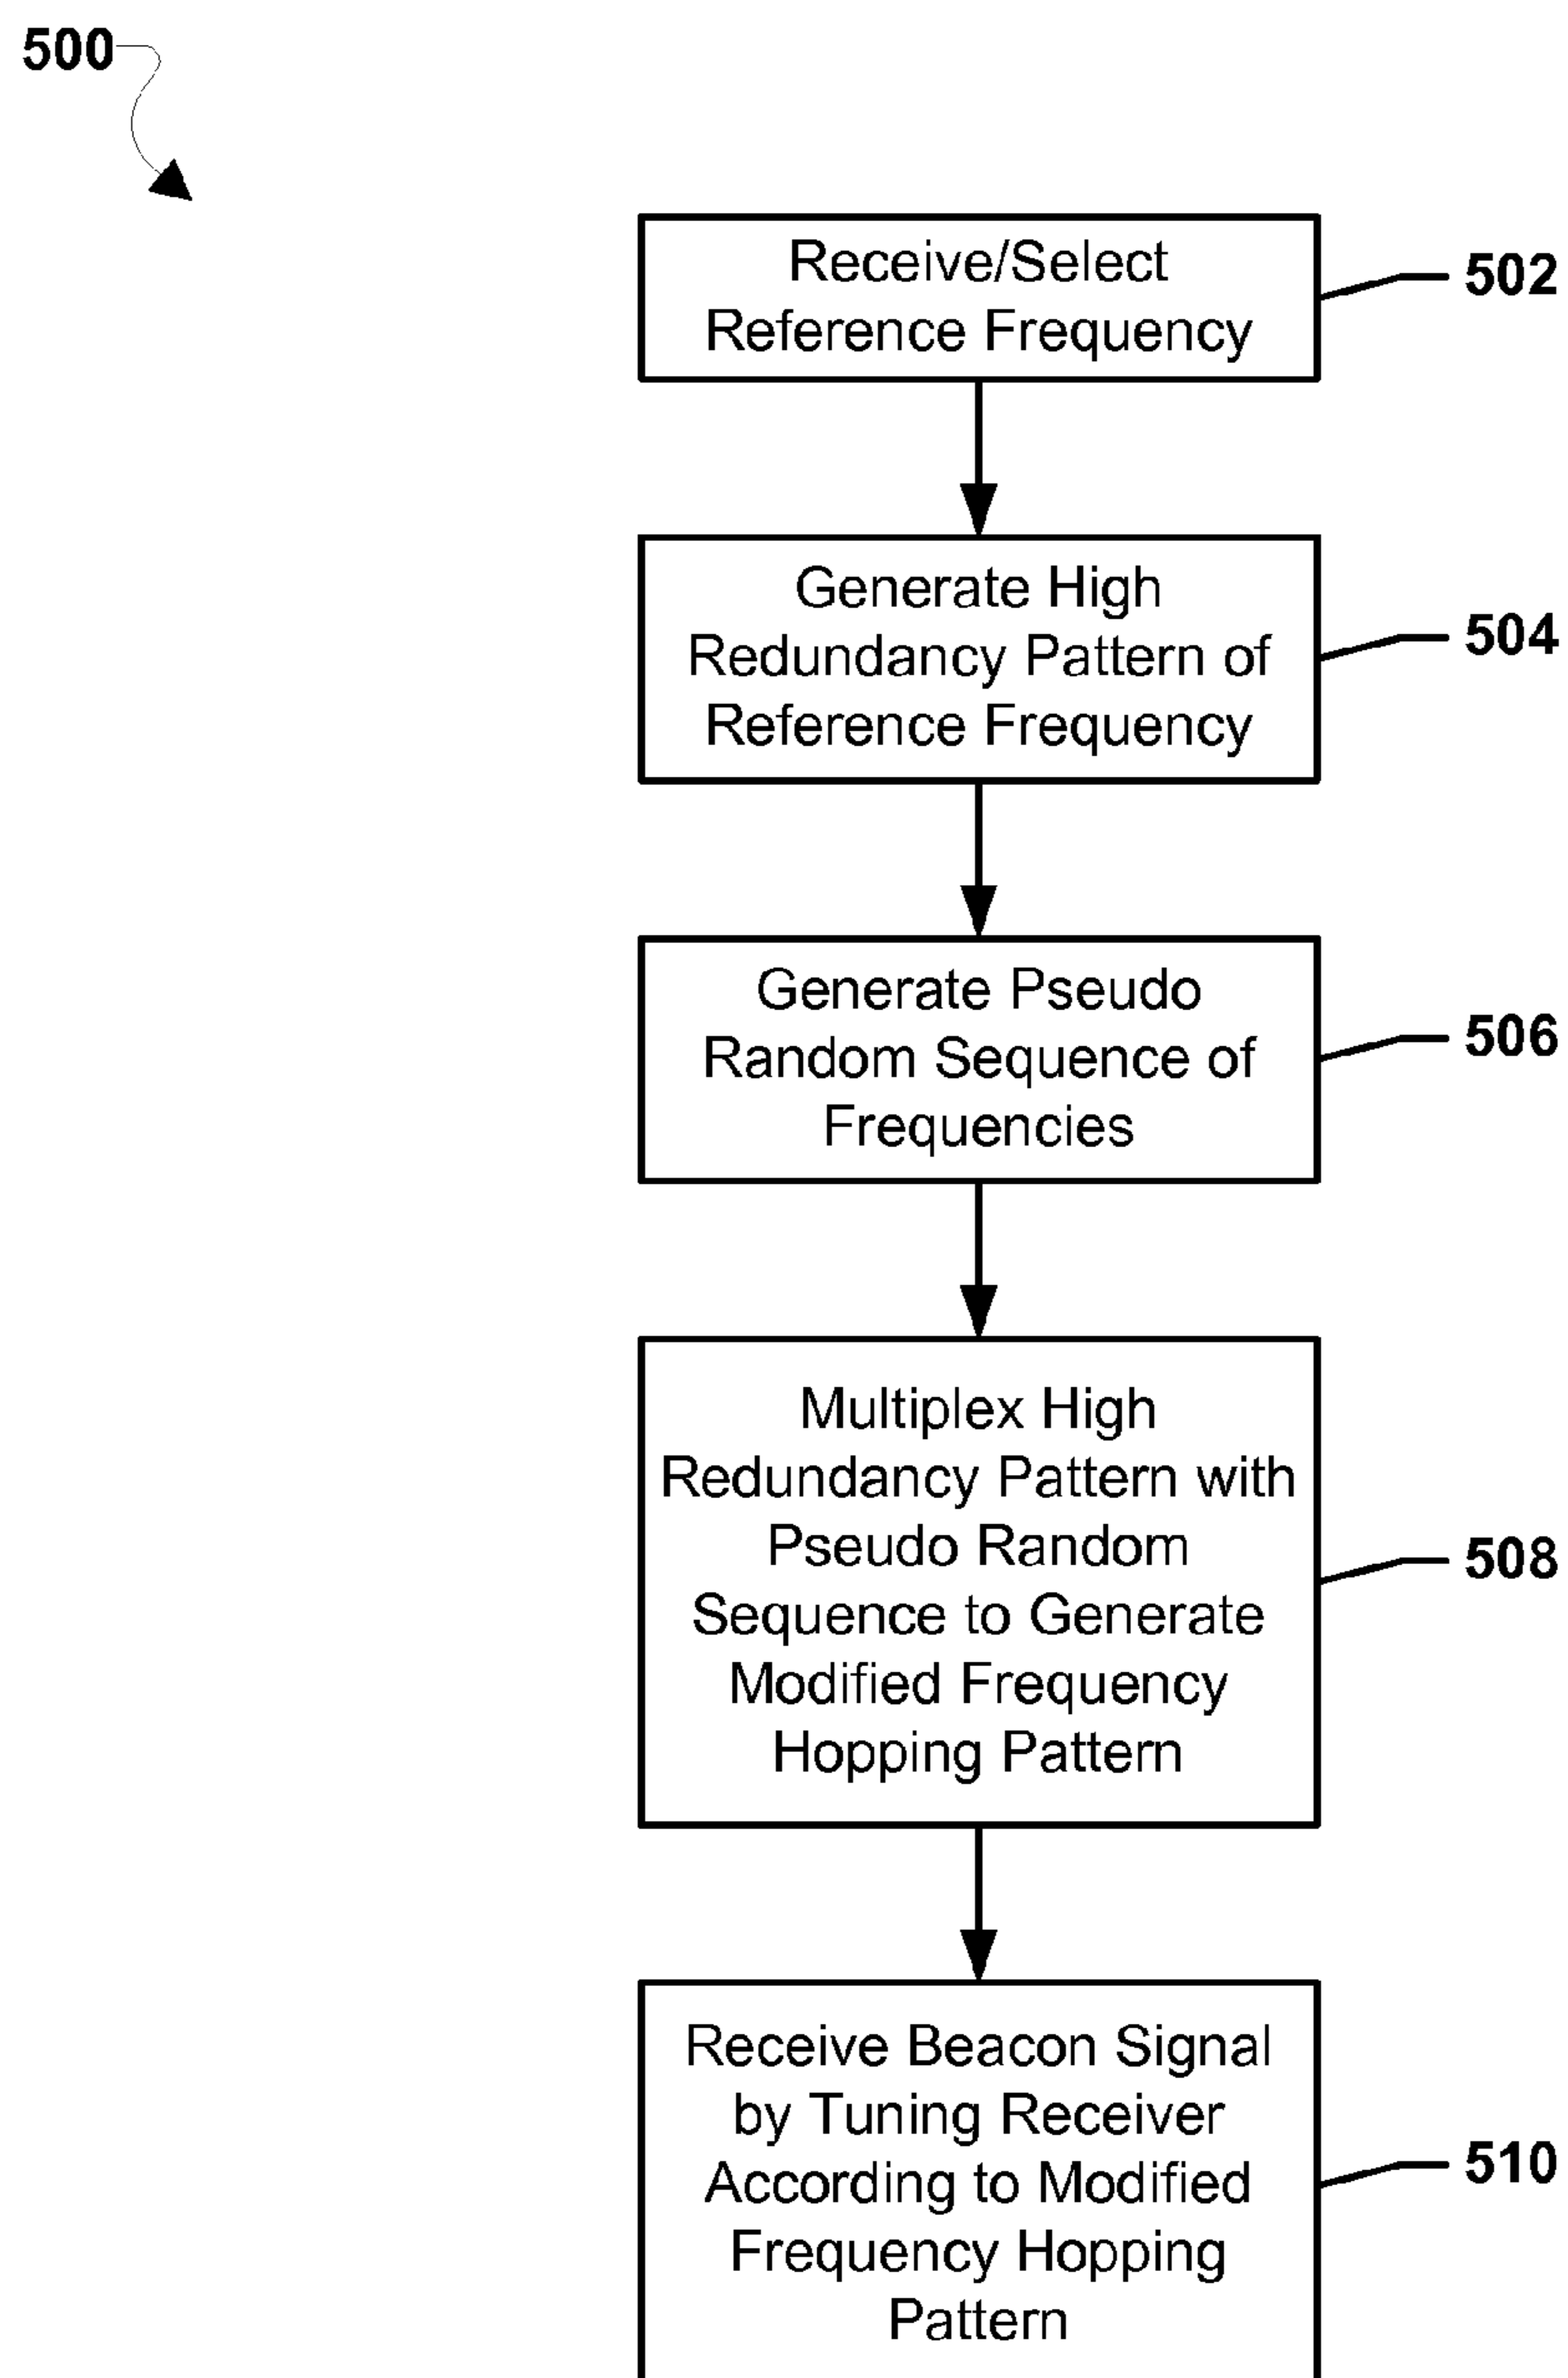 500
Receive/Select
Reference Frequency
502
Generate High
Redundancy Pattern of
Reference Frequency
504
Generate Pseudo
Random Sequence of
Frequencies
506
Multiplex High
Redundancy Pattern with
Pseudo Random
Sequence to Generate
Modified Frequency
Hopping Pattern
508
Receive Beacon Signal
by Tuning Receiver
According to Modified
Frequency Hopping
Pattern
510